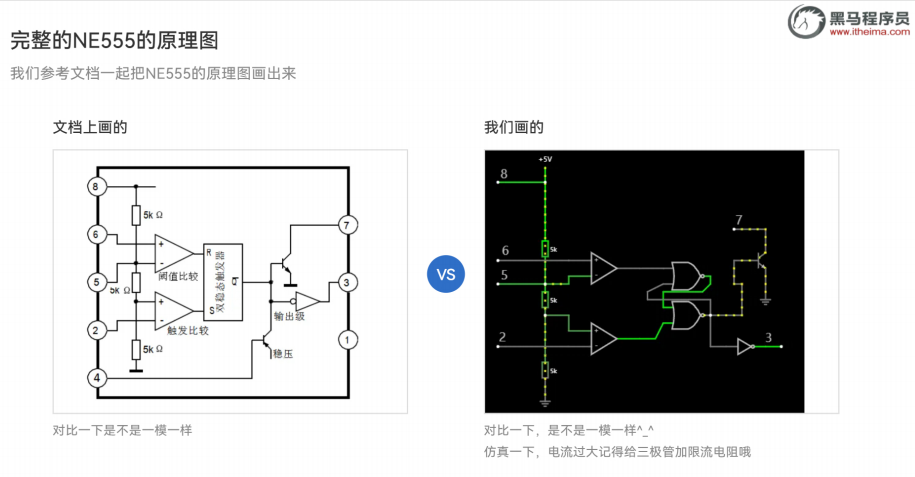 黑马程序员
www.itheima.com
完整的NE555的原理图
我们参考文档一起把NE555的原理图画出来
文档上画的
8
5k Ω
6
7
+
R
-
阈值比较
双稳态触发器
5
5k Ω
3
+
S
输出级
2
-
触发比较
1
稳压
5k Ω
4
对比一下是不是一模一样
VS
我们画的
+5V
8
7
5k
6
5
5k
2
3
5k
对比一下，是不是一模一样^_^
仿真一下，电流过大记得给三极管加限流电阻哦